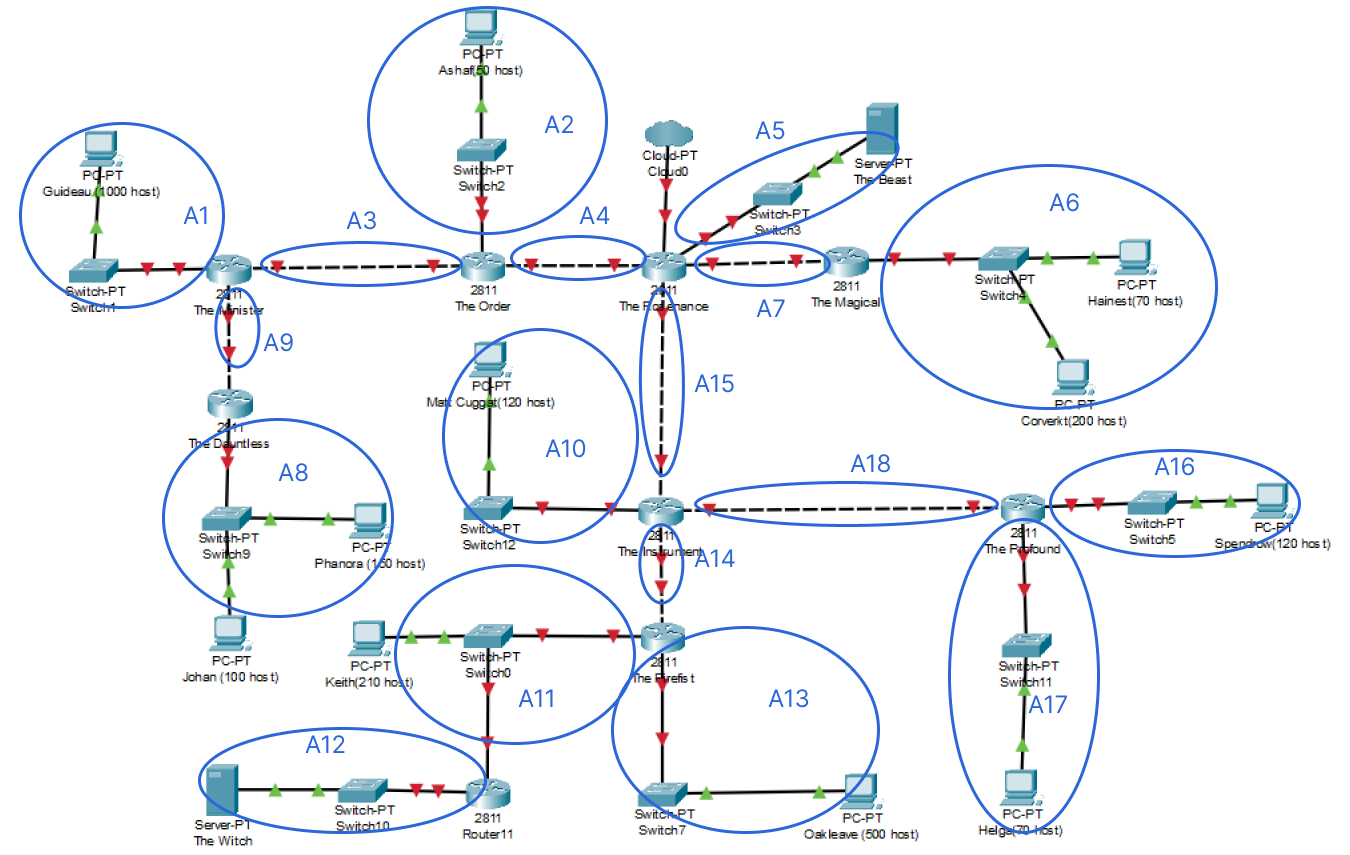 PC-PT
Ashaf(50 host)
A2
Switch-PT
Switch2
PC-PT
Guideau (1000 host)
A1
Switch-PT
Switch1
A3
A4
Cloud-PT
Cloud0
A5
Server-PT
The Beast
Switch-PT
Switch3
A6
2811
The Minister
2811
The Order
2811
The Rosenance
A7
2811
The Magical
Switch-PT
Switch4
PC-PT
Hainest(70 host)
PC-PT
Corverkt(200 host)
A9
2811
The Dauntless
PC-PT
Matt Cuggat(120 host)
A10
A15
Switch-PT
Switch12
A8
Switch-PT
Switch9
PC-PT
Phanora (150 host)
PC-PT
Johan (100 host)
2811
The Instrument
A18
2811
The Profound
A16
Switch-PT
Switch5
PC-PT
Spendrow(120 host)
A14
PC-PT
Keith(210 host)
Switch-PT
Switch0
A11
2811
The Firefist
A13
Switch-PT
Switch11
A17
PC-PT
Helga(70 host)
A12
Server-PT
The Witch
Switch-PT
Switch10
2811
Router11
Switch-PT
Switch7
PC-PT
Oakleave (500 host)